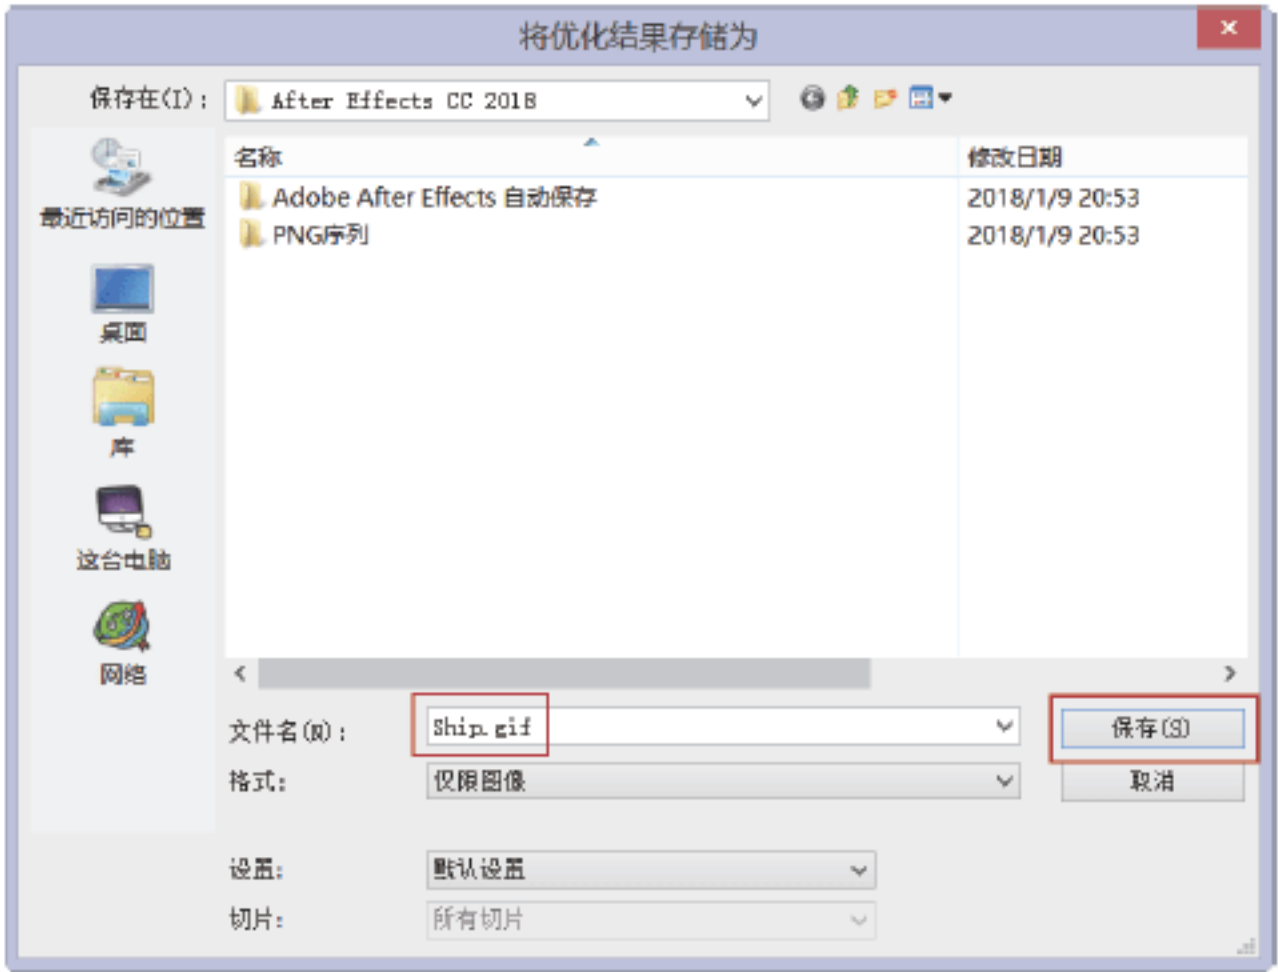 将优化结果存储为
保存在(I):
After Effects CC 2018
名称
修改日期
Adobe After Effects 自动保存
2018/1/9 20:53
PNG序列
2018/1/9 20:53
最近访问的位置
桌面
库
这台电脑
网络
文件名(N):
Ship.gif
保存(S)
格式:
仅限图像
取消
设置:
默认设置
切片:
所有切片